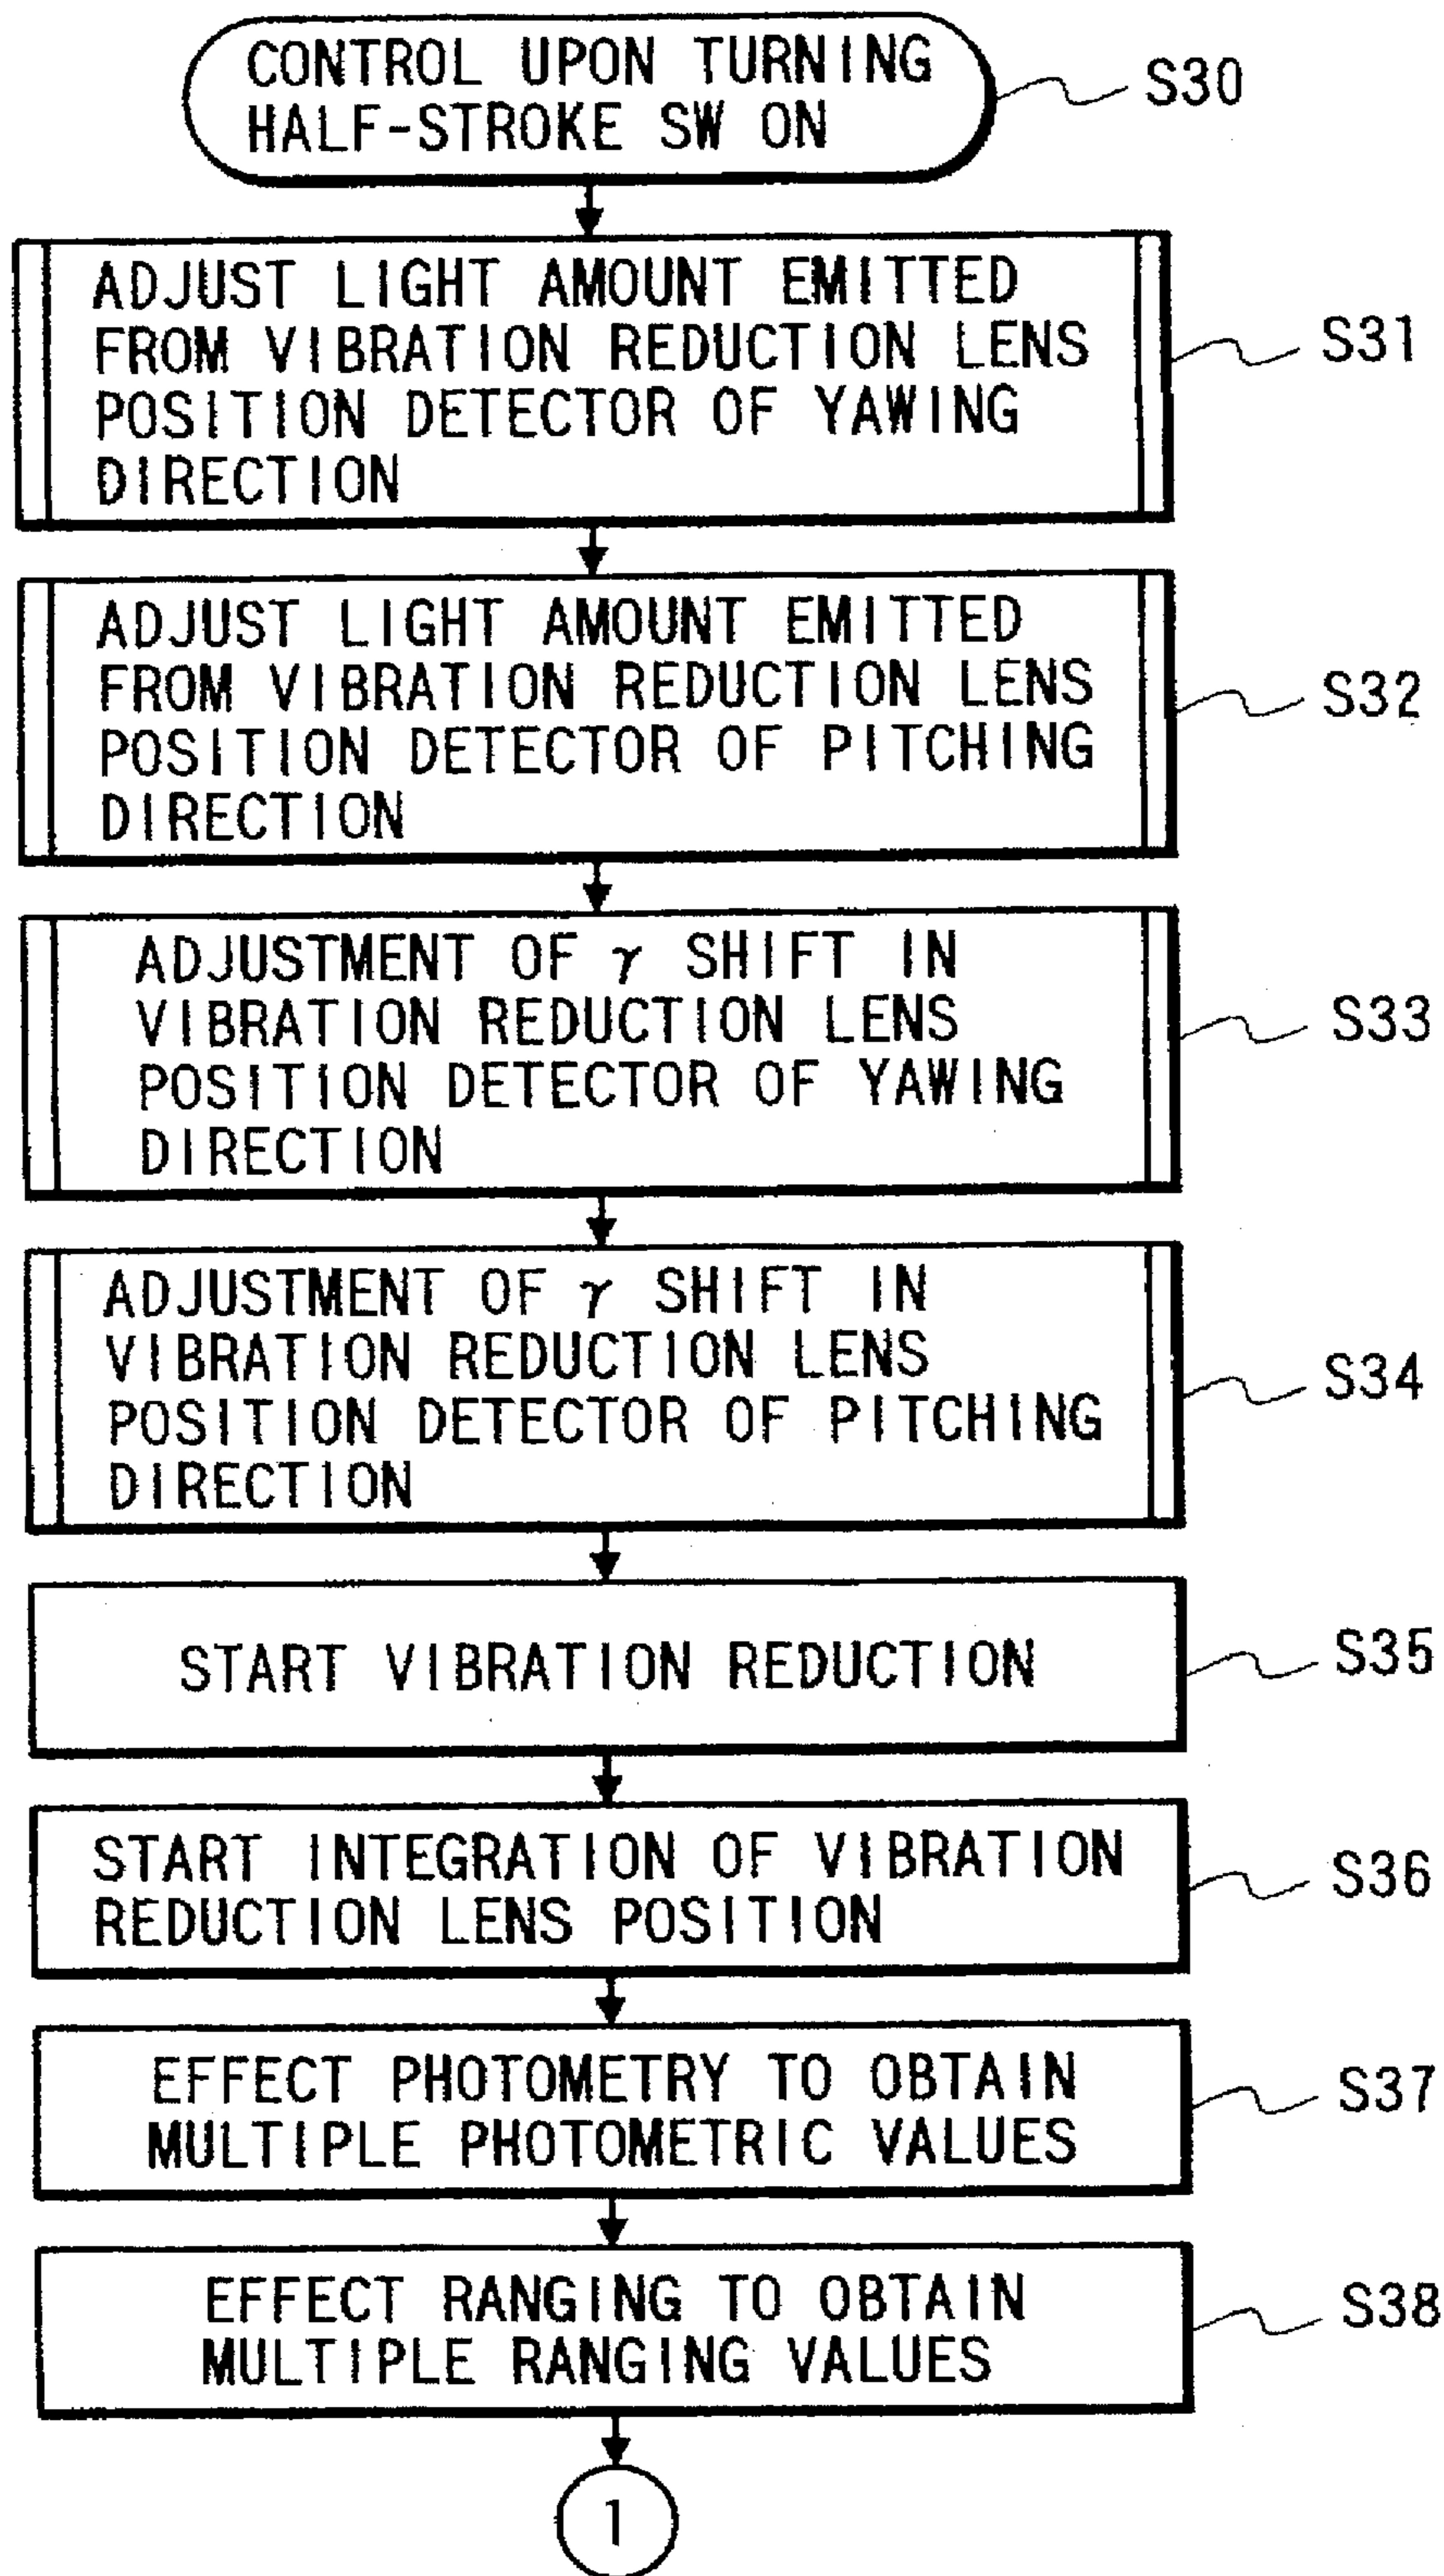 CONTROL UPON TURNING
HALF-STROKE SW ON
S30
ADJUST LIGHT AMOUNT EMITTED
FROM VIBRATION REDUCTION LENS
POSITION DETECTOR OF YAWING
DIRECTION
S31
ADJUST LIGHT AMOUNT EMITTED
FROM VIBRATION REDUCTION LENS
POSITION DETECTOR OF PITCHING
DIRECTION
S32
ADJUSTMENT OF γ SHIFT IN
VIBRATION REDUCTION LENS
POSITION DETECTOR OF YAWING
DIRECTION
S33
ADJUSTMENT OF γ SHIFT IN
VIBRATION REDUCTION LENS
POSITION DETECTOR OF PITCHING
DIRECTION
S34
START VIBRATION REDUCTION
S35
START INTEGRATION OF VIBRATION
REDUCTION LENS POSITION
S36
EFFECT PHOTOMETRY TO OBTAIN
MULTIPLE PHOTOMETRIC VALUES
S37
EFFECT RANGING TO OBTAIN
MULTIPLE RANGING VALUES
S38
1